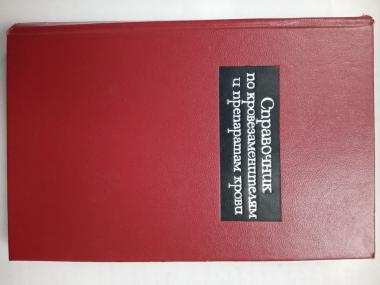 Справочник
по кровезаменителям
и препаратам крови